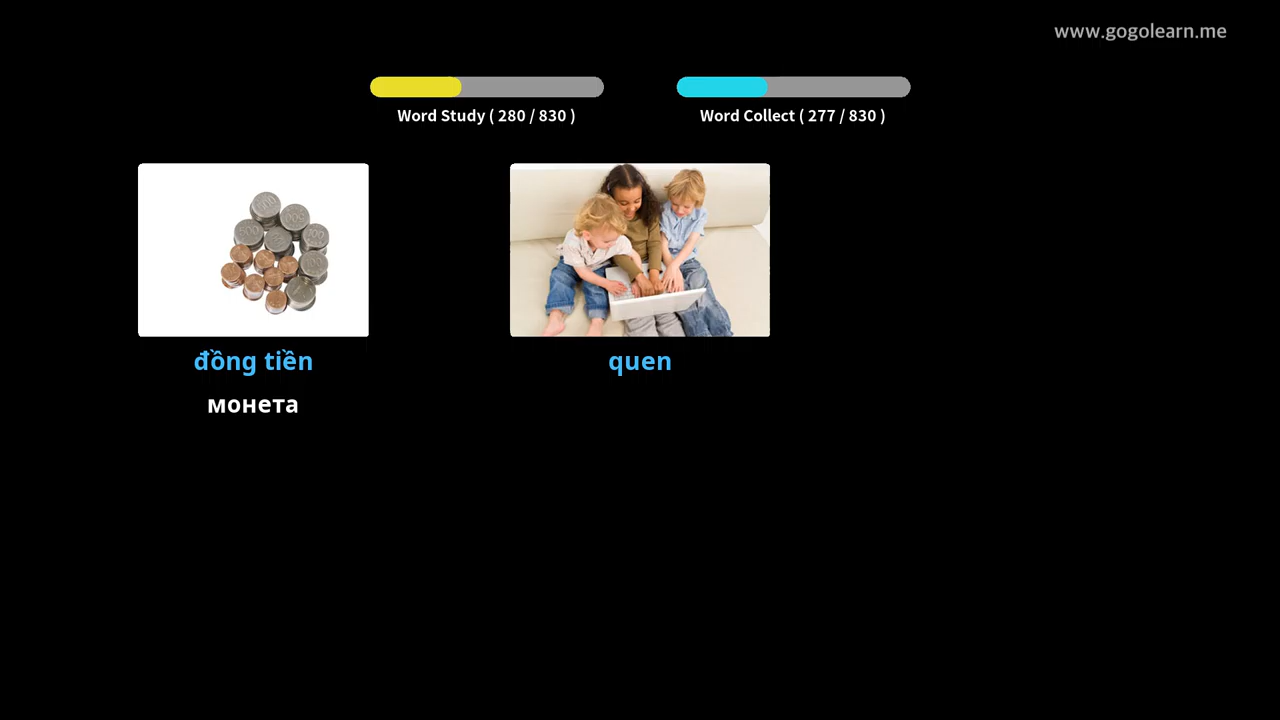 www.gogolearn.me
Word Study ( 280 / 830 )
Word Collect ( 277 / 830 )
đồng tiền
quen
монета